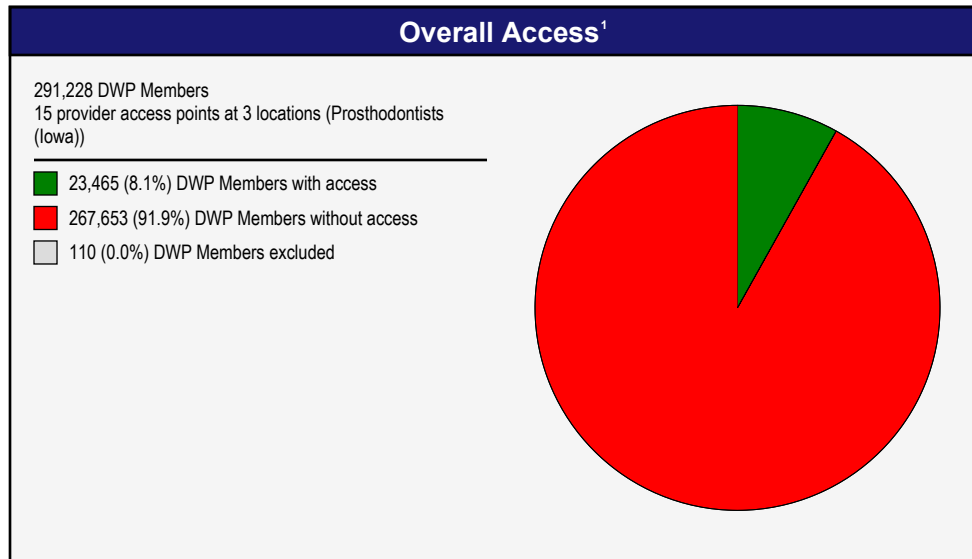 Overall Access¹
291,228 DWP Members
15 provider access points at 3 locations (Prosthodontists
(Iowa))
23,465 (8.1%) DWP Members with access
267,653 (91.9%) DWP Members without access
110 (0.0%) DWP Members excluded